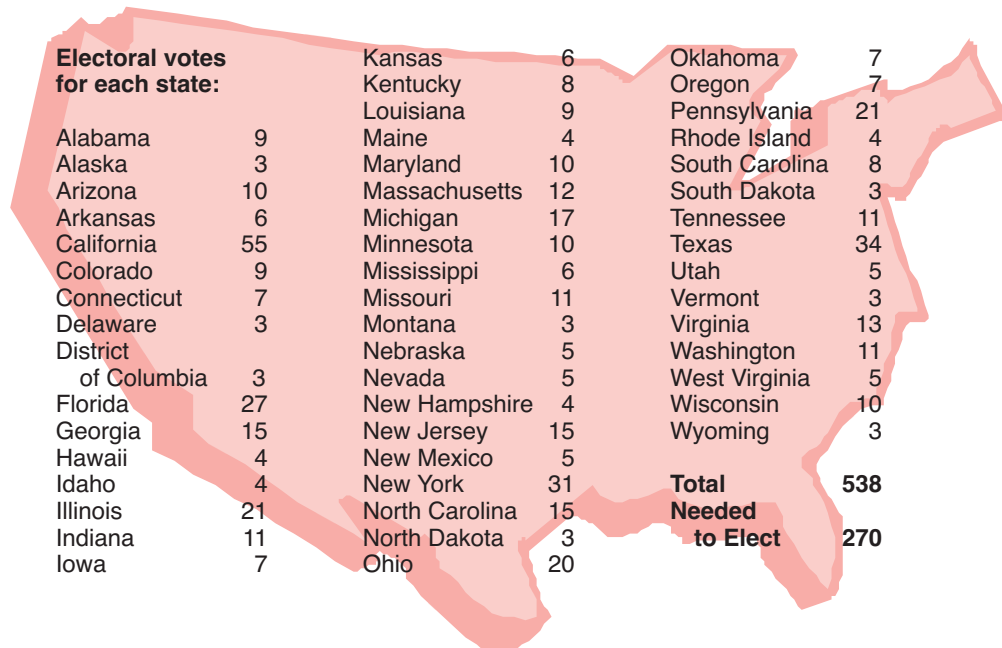 Electoral votes
for each state:
Alabama 9
Alaska 3
Arizona 10
Arkansas 6
California 55
Colorado 9
Connecticut 7
Delaware 3
District
of Columbia 3
Florida 27
Georgia 15
Hawaii 4
Idaho 4
Illinois 21
Indiana 11
Iowa 7
Kansas 6
Kentucky 8
Louisiana 9
Maine 4
Maryland 10
Massachusetts 12
Michigan 17
Minnesota 10
Mississippi 6
Missouri 11
Montana 3
Nebraska 5
Nevada 5
New Hampshire 4
New Jersey 15
New Mexico 5
New York 31
North Carolina 15
North Dakota 3
Ohio 20
Oklahoma 7
Oregon 7
Pennsylvania 21
Rhode Island 4
South Carolina 8
South Dakota 3
Tennessee 11
Texas 34
Utah 5
Vermont 3
Virginia 13
Washington 11
West Virginia 5
Wisconsin 10
Wyoming 3
Total 538
Needed
to Elect 270